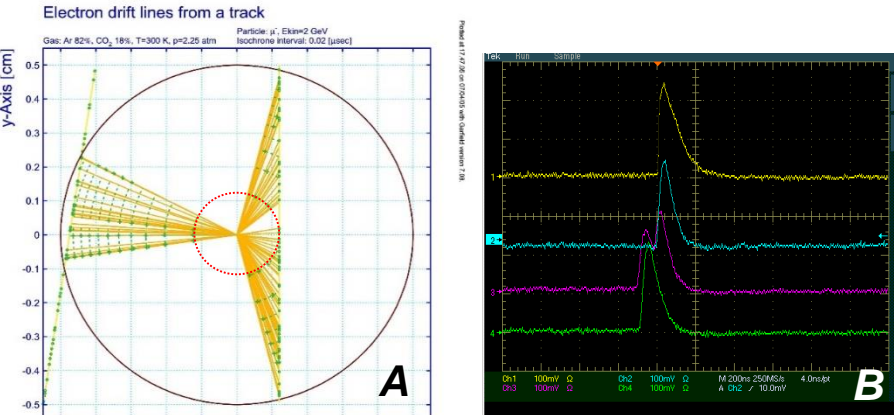 Electron drift lines from a track
Gas: Ar 82%, CO2 18%, T=300 K, p=2.25 atm
Particle: μ-, Ekin=2 GeV
Isochrone interval: 0.02 [μsec]
y-Axis [cm]
0.5
0.4
0.3
0.2
0.1
0
-0.1
-0.2
-0.3
-0.4
-0.5
A
Tek Run Sample
1
2
3
4
Ch1 100mV Ω Ch2 100mV Ω M 200ns 250MS/s 4.0ns/pt
Ch3 100mV Ω Ch4 100mV Ω A Ch2 / 10.0mV
B